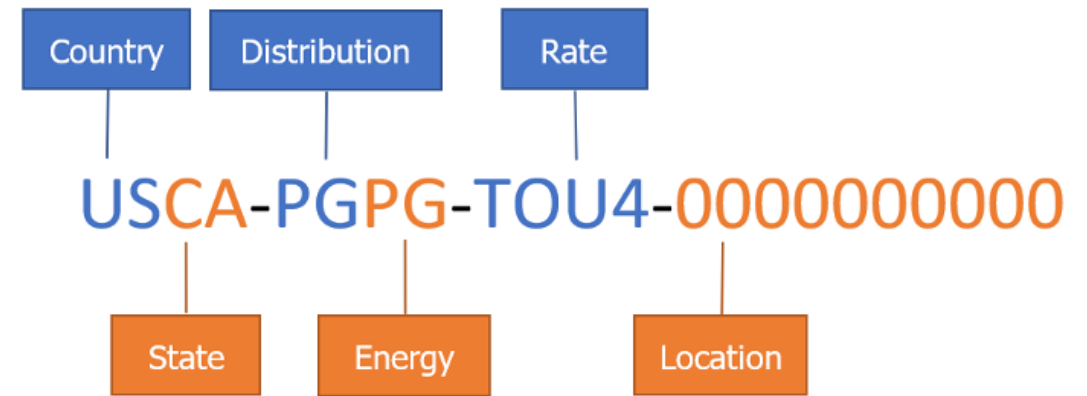 Country Distribution Rate
USCA-PGPG-TOU4-0000000000
State Energy Location